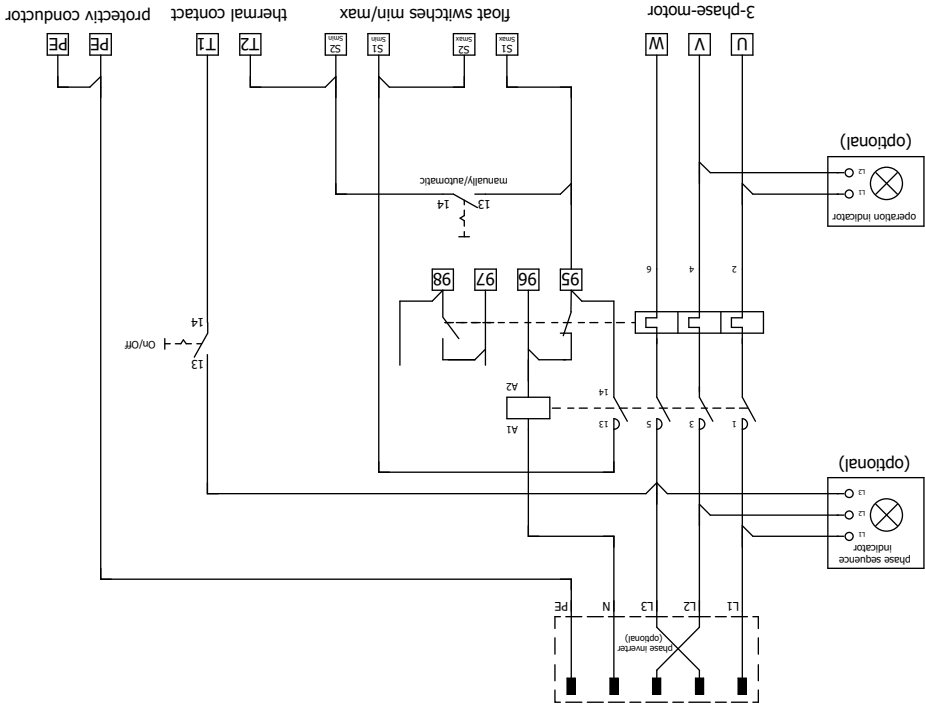 phase inverter
(optional)
L1 L2 L3 N PE
phase sequence
indicator
L1
L2
L3
(optional)
1 3 5 13 A1
14 A2
13
On/Off
14
95 96 97 98
2 4 6
operation indicator
L1
L2
(optional)
13 14
manually/automatic
U V W S1 S2 S1 S2 T2 T1 PE PE
Smax Smax Smin Smin
3-phase-motor float switches min/max thermal contact protectiv conductor